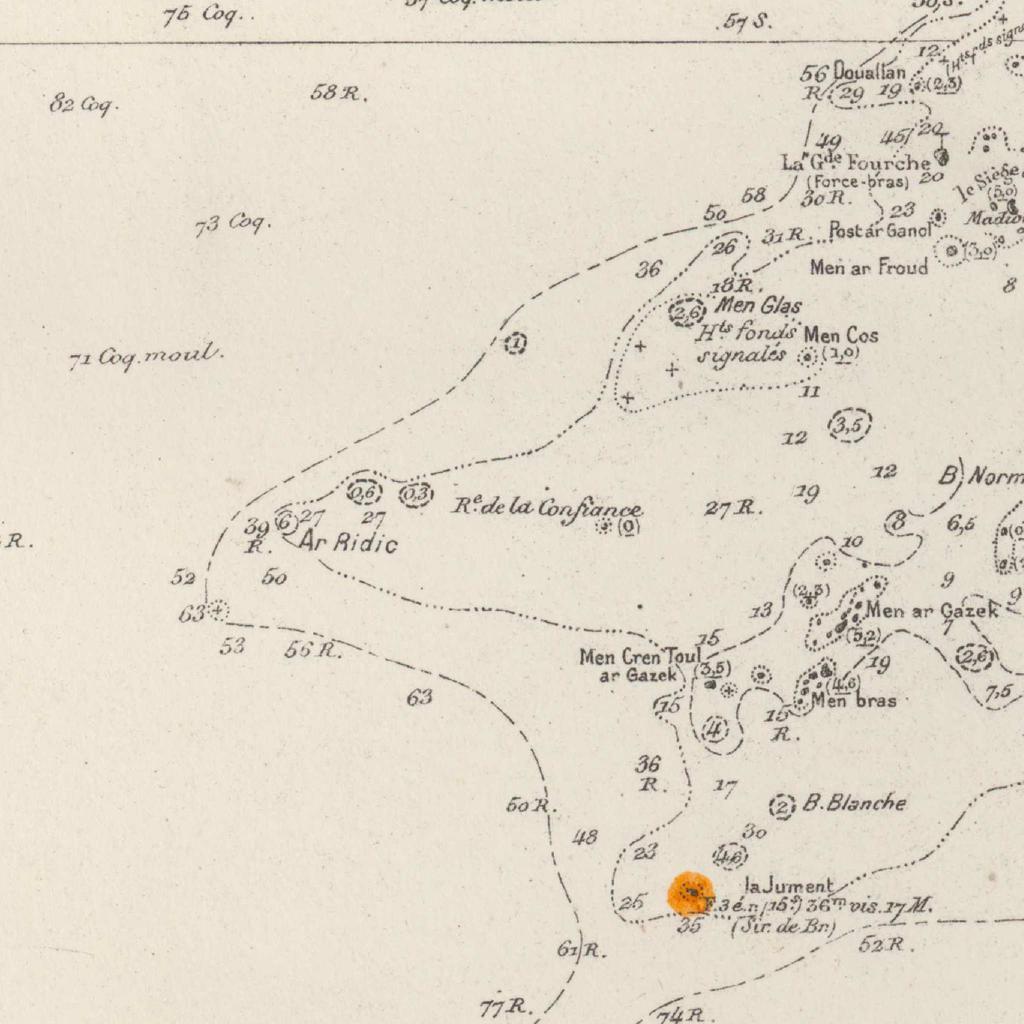 75 Coq.
57 S.
12
56 Douallan
R. 29 19 (2,3)
58 R.
82 Coq.
49 45 20
La Gde Fourche
(Force-bras) 20
le Siège
(5,0)
58 30 R.
50 23
73 Coq.
31 R. Post ar Ganol
26
36 Men ar Froud (3,0)
18 R. 8
2,6 Men Glas
Hts fonds Men Cos
signalés (1,0)
1
71 Coq. moul.
11
3,5
12
12
19
B Norm
0,6 0,3
Re. de la Confiance
(0)
27 R.
8 6,5
39 6 27 27
R. Ar Ridic
R.
10
52 50
(2,3)
9
9
63
13 Men ar Gazek
7
(5,2)
53 56 R.
15
19
2,6
Men Cren Toul
ar Gazek
(3,5)
(4,6)
7,5
63
15
Men bras
4
15
R.
36
R.
17
50 R.
2 B. Blanche
48
30
23
4,6
la Jument
25 F. 3 é. r. (15s) 36m vis. 17 M.
35 (Sir. de Br)
61 R.
52 R.
77 R.
74 R.